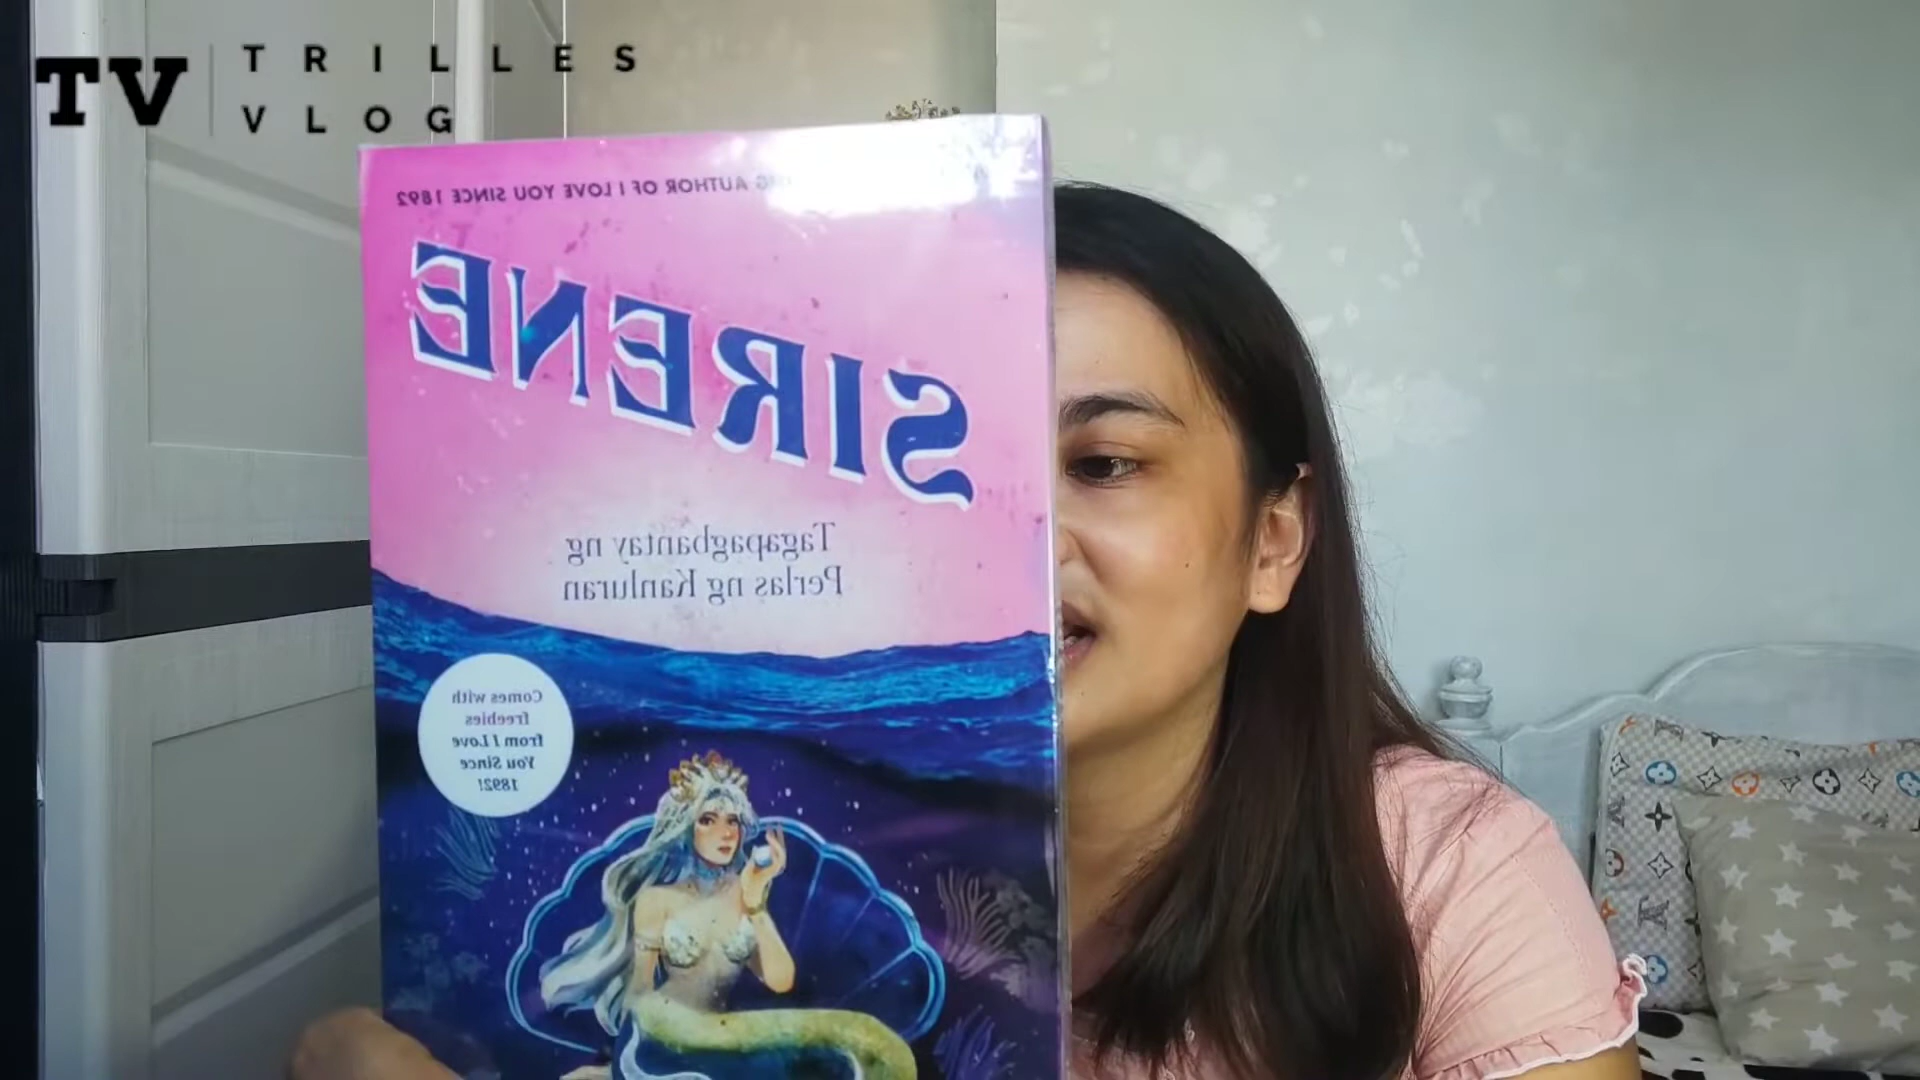 TV TRILLES
VLOG
AUTHOR OF I LOVE YOU SINCE 1892
SIRENE
Tagapagbantay ng
Perlas ng Kanluran
Comes with
freebies
from I Love
You Since
1892!